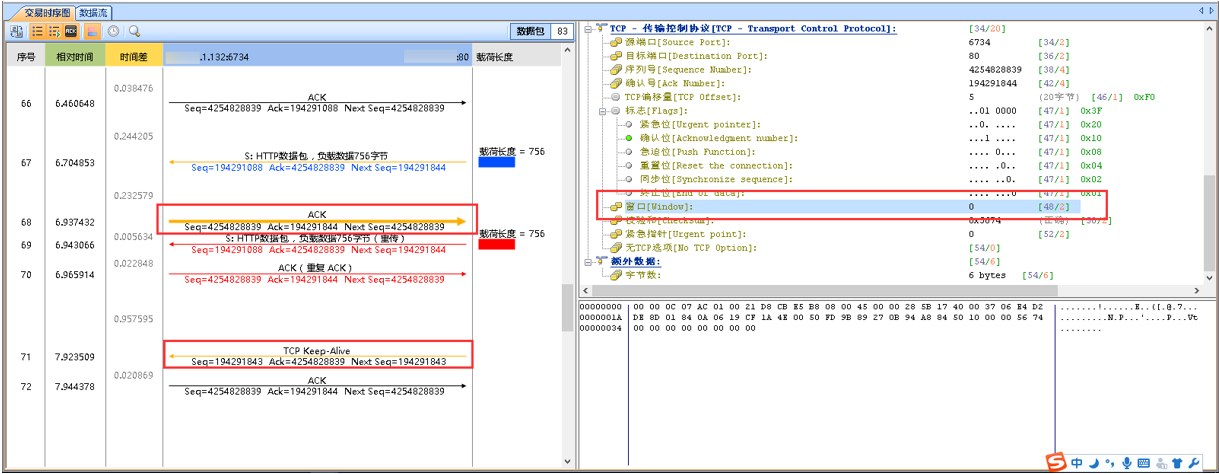 交易时序图 数据流
数据包 83
序号 相对时间 时间差 .1.132:6734 :80 载荷长度
0.038476
66 6.460648 ACK
Seq=4254828839 Ack=194291088 Next Seq=4254828839
0.244205
67 6.704853 S: HTTP数据包，负载数据756字节 载荷长度 = 756
Seq=194291088 Ack=4254828839 Next Seq=194291844
0.232579
68 6.937432 ACK
Seq=4254828839 Ack=194291844 Next Seq=4254828839
0.005634
69 6.943066 S: HTTP数据包，负载数据756字节（重传） 载荷长度 = 756
Seq=194291088 Ack=4254828839 Next Seq=194291844
0.022848
70 6.965914 ACK（重复 ACK）
Seq=4254828839 Ack=194291844 Next Seq=4254828839
0.957595
71 7.923509 TCP Keep-Alive
Seq=194291843 Ack=4254828839 Next Seq=194291843
0.020869
72 7.944378 ACK
Seq=4254828839 Ack=194291844 Next Seq=4254828839
TCP - 传输控制协议[TCP - Transport Control Protocol]: [34/20]
源端口[Source Port]: 6734 [34/2]
目标端口[Destination Port]: 80 [36/2]
序列号[Sequence Number]: 4254828839 [38/4]
确认号[Ack Number]: 194291844 [42/4]
TCP偏移量[TCP Offset]: 5 (20字节) [46/1] 0xF0
标志[Flags]: ..01 0000 [47/1] 0x3F
紧急位[Urgent pointer]: ..0. .... [47/1] 0x20
确认位[Acknowledgment number]: ...1 .... [47/1] 0x10
急迫位[Push Function]: .... 0... [47/1] 0x08
重置位[Reset the connection]: .... .0.. [47/1] 0x04
同步位[Synchronize sequence]: .... ..0. [47/1] 0x02
终止位[End of data]: .... ...0 [47/1] 0x01
窗口[Window]: 0 [48/2]
校验和[Checksum]: 0x5674 (正确) [50/2]
紧急指针[Urgent point]: 0 [52/2]
无TCP选项[No TCP Option]: [54/0]
额外数据: [54/6]
字节数: 6 bytes [54/6]
00000000 00 00 0C 07 AC 01 00 21 D8 CB E5 B8 08 00 45 00 00 28 5B 17 40 00 37 06 E4 D2 .......!......E..([.@.7...
0000001A DE 8D 01 84 0A 06 19 CF 1A 4E 00 50 FD 9B 89 27 0B 94 A8 84 50 10 00 00 56 74 .........N.P...'....P...Vt
00000034 00 00 00 00 00 00 00 00 ........
中